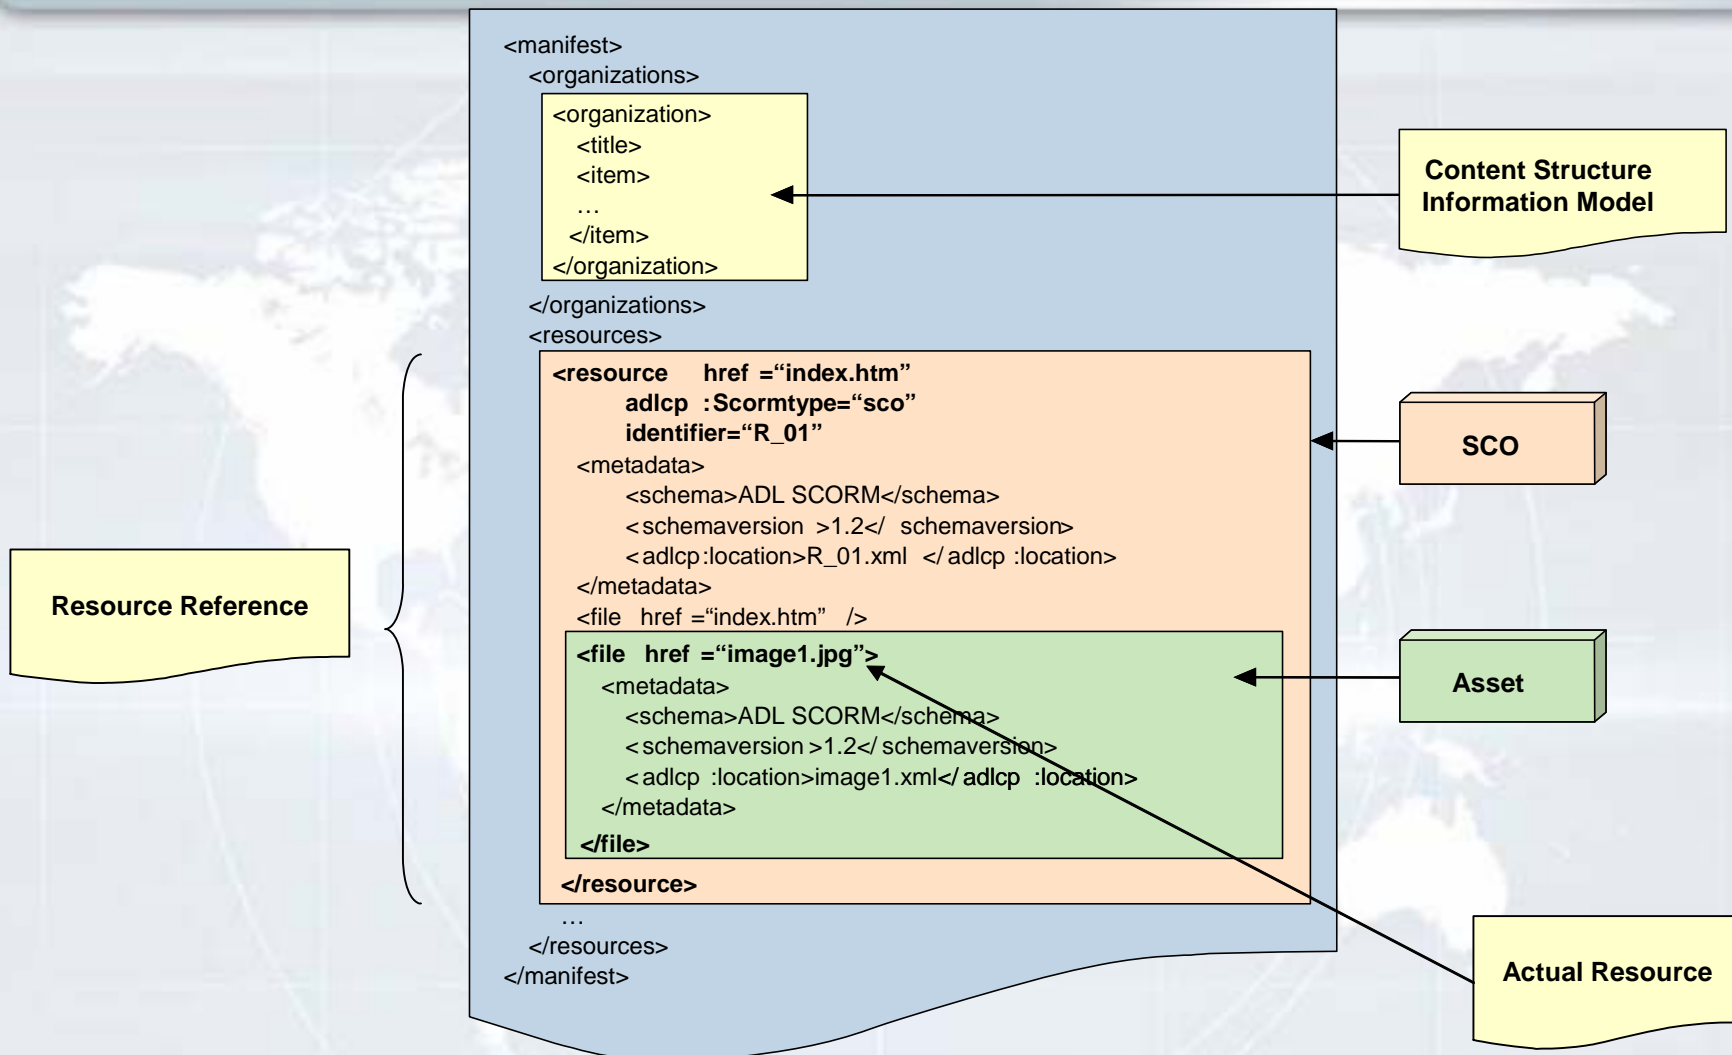 <manifest>
<organizations>
<organization>
<title>
<item>
…
</item>
</organization>
</organizations>
<resources>
<resource href =“index.htm”
adlcp :Scormtype=“sco”
identifier=“R_01”
<metadata>
<schema>ADL SCORM</schema>
<schemaversion >1.2</ schemaversion>
<adlcp:location>R_01.xml </ adlcp :location>
</metadata>
<file href =“index.htm” />
<file href =“image1.jpg”>
<metadata>
<schema>ADL SCORM</schema>
<schemaversion >1.2</ schemaversion>
<adlcp :location>image1.xml</ adlcp :location>
</metadata>
</file>
</resource>
…
</resources>
</manifest>
Content Structure
Information Model
SCO
Resource Reference
Asset
Actual Resource